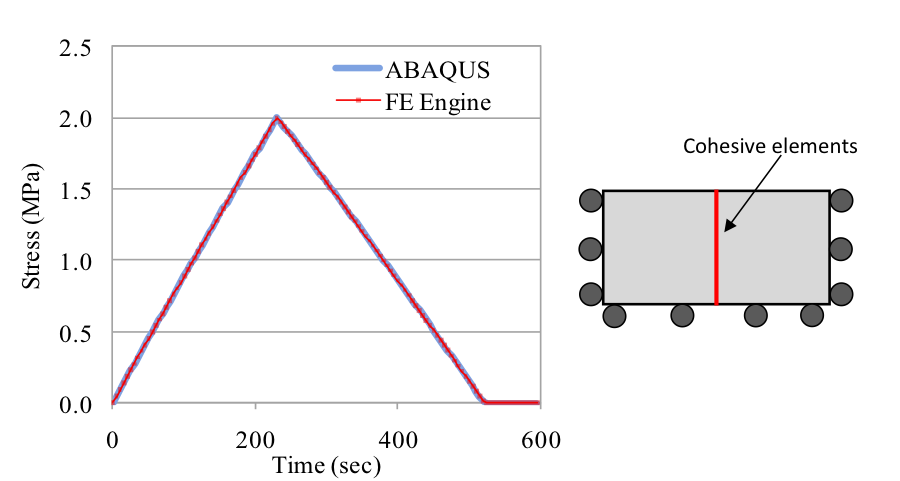 2.5
ABAQUS
2.0
FE Engine
Cohesive elements
1.5
Stress (MPa)
1.0
0.5
0.0
0 200 400 600
Time (sec)